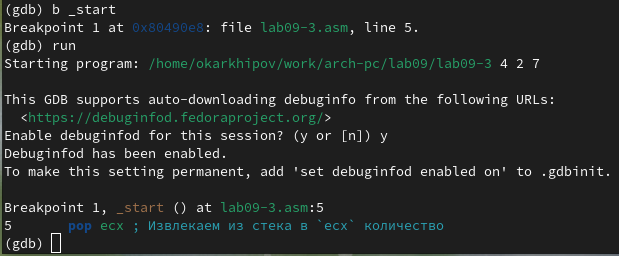 (gdb) b _start
Breakpoint 1 at 0x80490e8: file lab09-3.asm, line 5.
(gdb) run
Starting program: /home/okarkhipov/work/arch-pc/lab09/lab09-3 4 2 7
This GDB supports auto-downloading debuginfo from the following URLs:
<https://debuginfod.fedoraproject.org/>
Enable debuginfod for this session? (y or [n]) y
Debuginfod has been enabled.
To make this setting permanent, add 'set debuginfod enabled on' to .gdbinit.
Breakpoint 1, _start () at lab09-3.asm:5
5 pop ecx ; Извлекаем из стека в `ecx` количество
(gdb)